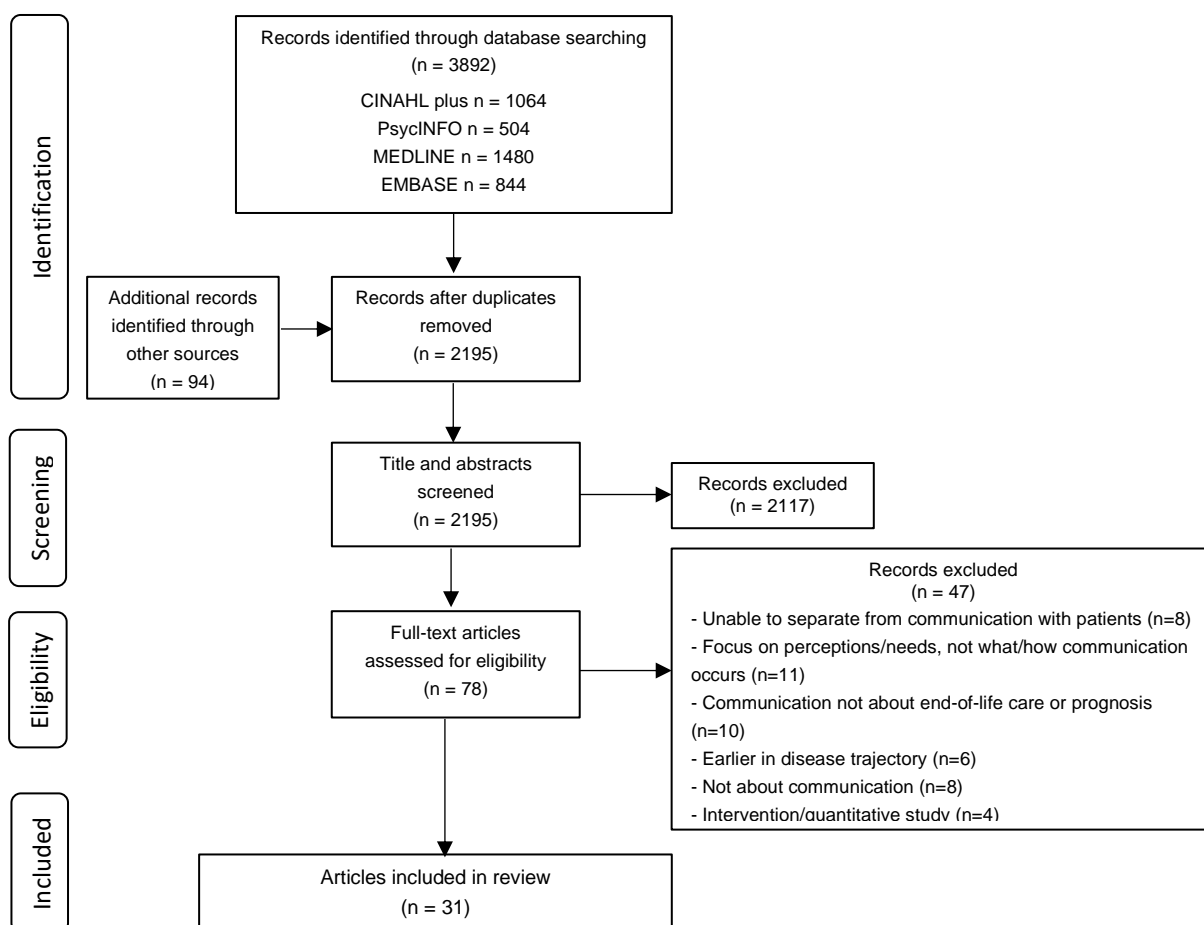 Identification
Records identified through database searching
(n = 3892)
CINAHL plus n = 1064
PsycINFO n = 504
MEDLINE n = 1480
EMBASE n = 844
Additional records
identified through
other sources
(n = 94)
Records after duplicates
removed
(n = 2195)
Screening
Title and abstracts
screened
(n = 2195)
Records excluded
(n = 2117)
Eligibility
Full-text articles
assessed for eligibility
(n = 78)
Records excluded
(n = 47)
- Unable to separate from communication with patients (n=8)
- Focus on perceptions/needs, not what/how communication
occurs (n=11)
- Communication not about end-of-life care or prognosis
(n=10)
- Earlier in disease trajectory (n=6)
- Not about communication (n=8)
- Intervention/quantitative study (n=4)
Included
Articles included in review
(n = 31)